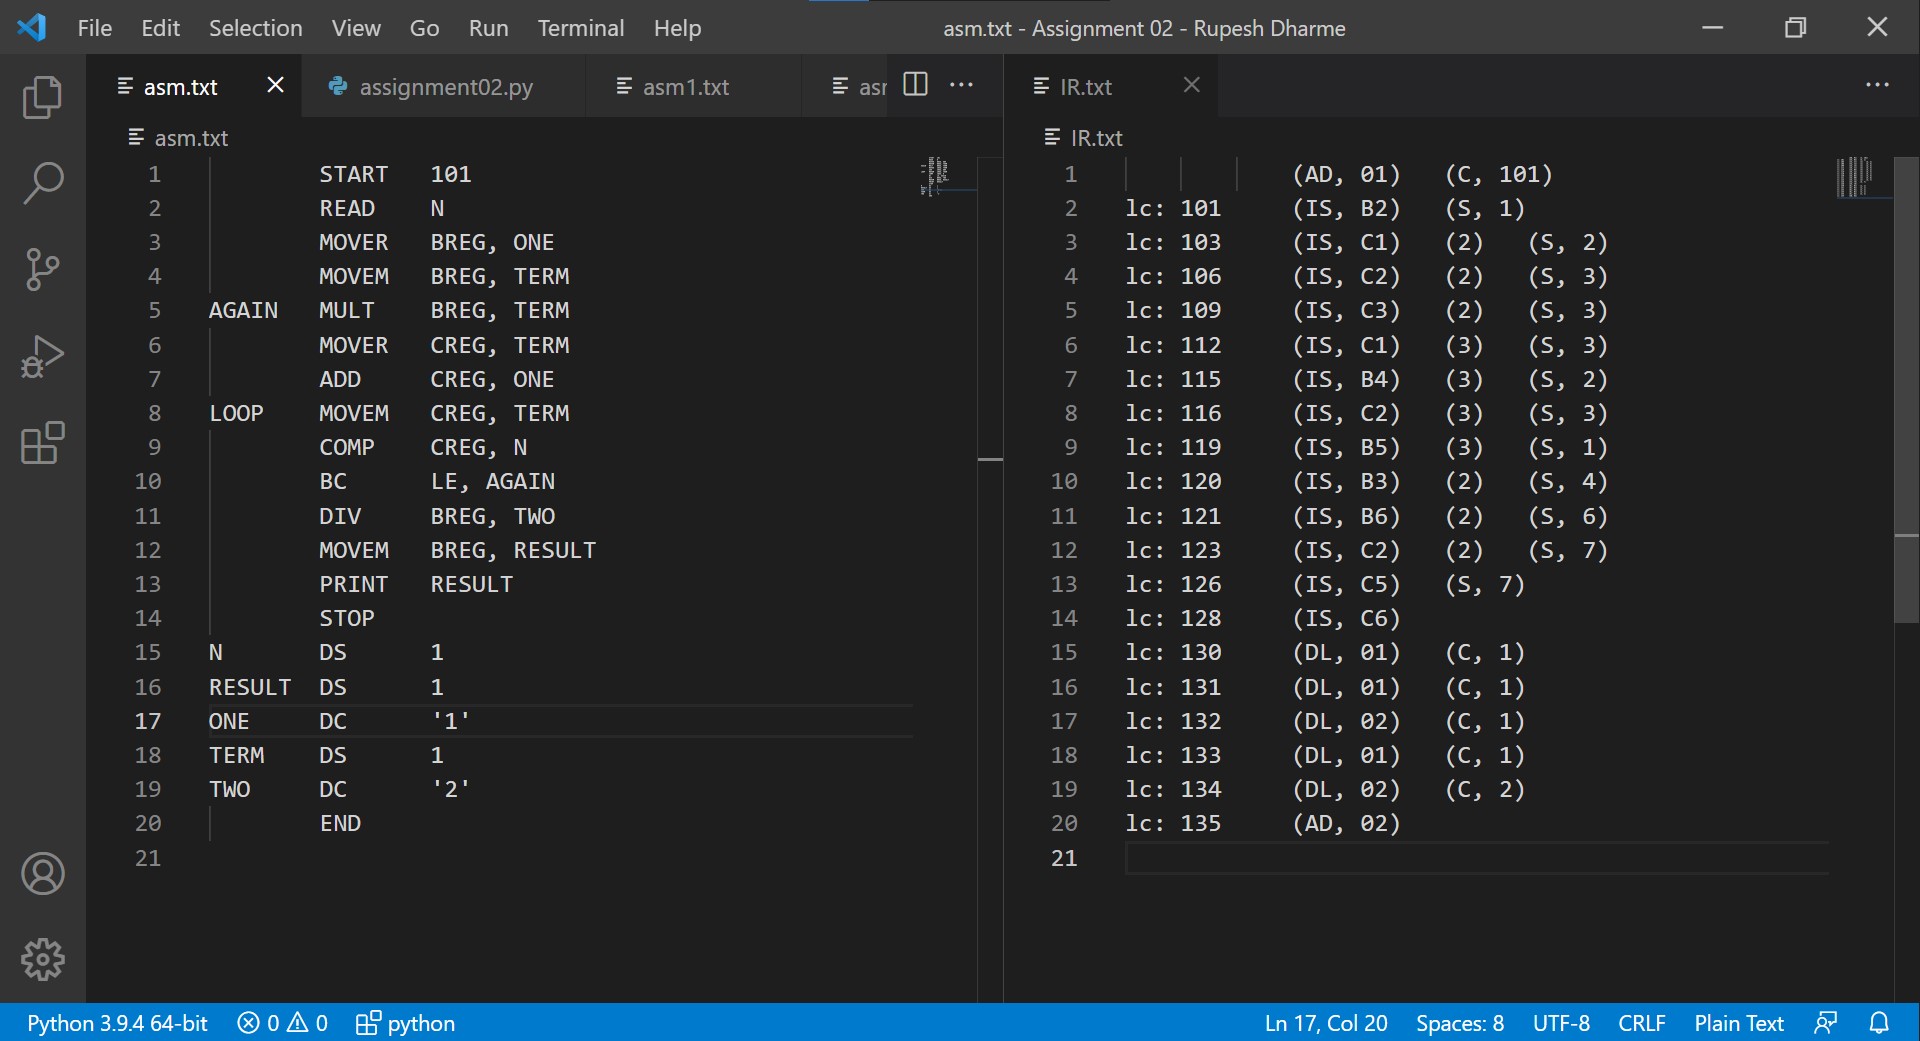 File Edit Selection View Go Run Terminal Help asm.txt - Assignment 02 - Rupesh Dharme
asm.txt assignment02.py asm1.txt asm
asm.txt
1 START 101
2 READ N
3 MOVER BREG, ONE
4 MOVEM BREG, TERM
5 AGAIN MULT BREG, TERM
6 MOVER CREG, TERM
7 ADD CREG, ONE
8 LOOP MOVEM CREG, TERM
9 COMP CREG, N
10 BC LE, AGAIN
11 DIV BREG, TWO
12 MOVEM BREG, RESULT
13 PRINT RESULT
14 STOP
15 N DS 1
16 RESULT DS 1
17 ONE DC '1'
18 TERM DS 1
19 TWO DC '2'
20 END
21
IR.txt
IR.txt
1 (AD, 01) (C, 101)
2 lc: 101 (IS, B2) (S, 1)
3 lc: 103 (IS, C1) (2) (S, 2)
4 lc: 106 (IS, C2) (2) (S, 3)
5 lc: 109 (IS, C3) (2) (S, 3)
6 lc: 112 (IS, C1) (3) (S, 3)
7 lc: 115 (IS, B4) (3) (S, 2)
8 lc: 116 (IS, C2) (3) (S, 3)
9 lc: 119 (IS, B5) (3) (S, 1)
10 lc: 120 (IS, B3) (2) (S, 4)
11 lc: 121 (IS, B6) (2) (S, 6)
12 lc: 123 (IS, C2) (2) (S, 7)
13 lc: 126 (IS, C5) (S, 7)
14 lc: 128 (IS, C6)
15 lc: 130 (DL, 01) (C, 1)
16 lc: 131 (DL, 01) (C, 1)
17 lc: 132 (DL, 02) (C, 1)
18 lc: 133 (DL, 01) (C, 1)
19 lc: 134 (DL, 02) (C, 2)
20 lc: 135 (AD, 02)
21
Python 3.9.4 64-bit 0 0 python Ln 17, Col 20 Spaces: 8 UTF-8 CRLF Plain Text